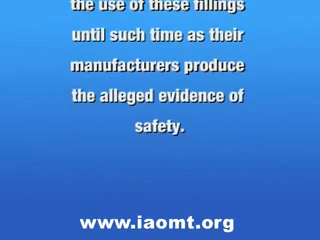 the use of these fillings
until such time as their
manufacturers produce
the alleged evidence of
safety.
www.iaomt.org